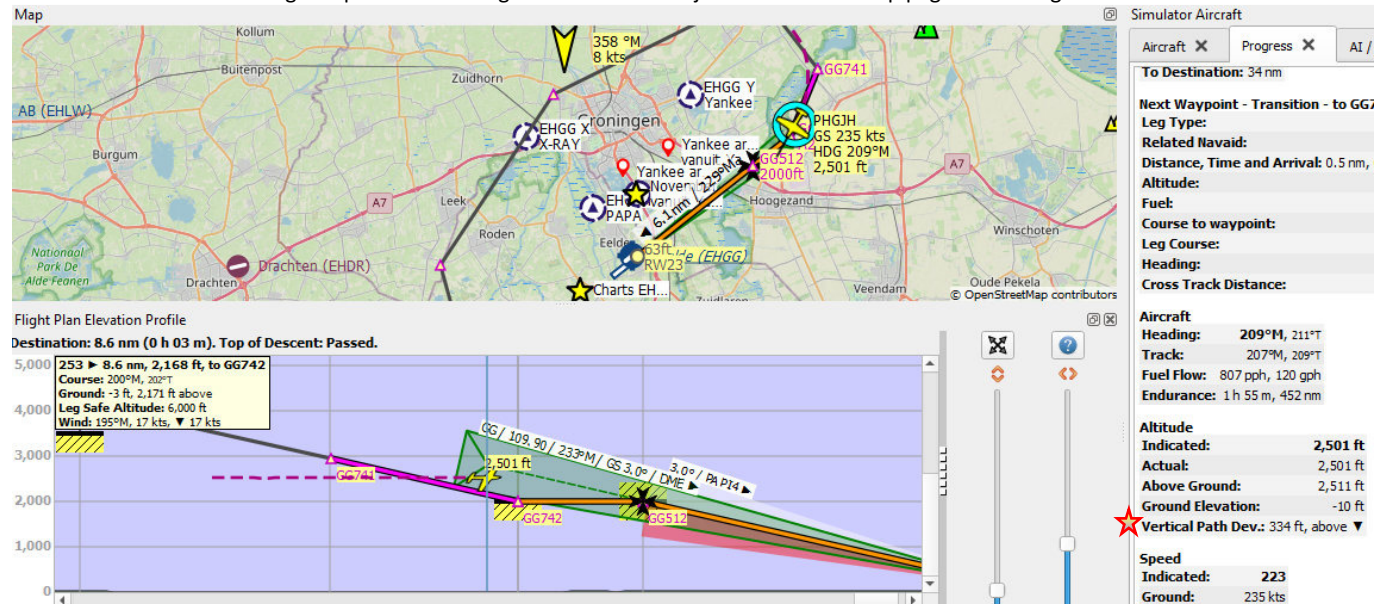 Map
Simulator Aircraft
Aircraft
Progress
AI /
Kollum
Buitenpost
Zuidhorn
358 °M
8 kts
GG741
EHGG Y
Yankee
AB (EHLW)
EHGG X
X-RAY
Groningen
PHGJH
GS 235 kts
HDG 209°M
2,501 ft
Burgum
Yankee ar...
vanuit
Yankee ar
GG512
2000ft
A7
A7
Leek
PAPA
6.1nm / 229°M
Hoogezand
Winschoten
Roden
Eelde
63ft
RW23
(EHGG)
Nationaal
Park De
Alde Feanen
Drachten (EHDR)
Drachten
Charts EH...
Zuidlaren
Veendam
Oude Pekela
© OpenStreetMap contributors
To Destination: 34 nm
Next Waypoint - Transition - to GG7
Leg Type:
Related Navaid:
Distance, Time and Arrival: 0.5 nm,
Altitude:
Fuel:
Course to waypoint:
Leg Course:
Heading:
Cross Track Distance:
Aircraft
Heading: 209°M, 211°T
Track: 207°M, 209°T
Fuel Flow: 807 pph, 120 gph
Endurance: 1 h 55 m, 452 nm
Altitude
Indicated: 2,501 ft
Actual: 2,501 ft
Above Ground: 2,511 ft
Ground Elevation: -10 ft
Vertical Path Dev.: 334 ft, above ▼
Speed
Indicated: 223
Ground: 235 kts
Flight Plan Elevation Profile
Destination: 8.6 nm (0 h 03 m). Top of Descent: Passed.
253 ► 8.6 nm, 2,168 ft, to GG742
Course: 200°M, 202°T
Ground: -3 ft, 2,171 ft above
Leg Safe Altitude: 6,000 ft
Wind: 195°M, 17 kts, ▼ 17 kts
5,000
4,000
3,000
2,000
1,000
0
GG741
2,501 ft
GG / 109.90 / 233°M / GS 3.0° / DME ►
3.0° / PAPI4 ►
GG742
GG512